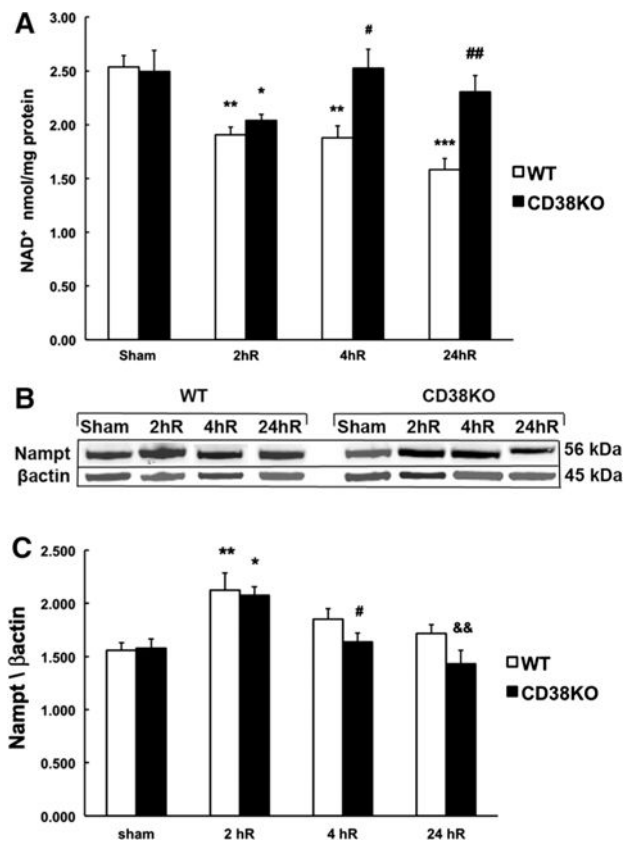 A
3.00
2.50
2.00
1.50
1.00
0.50
0.00
NAD+ nmol/mg protein
** * ** # *** ##
WT
CD38KO
Sham 2hR 4hR 24hR
B
WT CD38KO
Sham 2hR 4hR 24hR Sham 2hR 4hR 24hR
Nampt 56 kDa
βactin 45 kDa
C
2.500
2.000
1.500
1.000
0.500
0.000
Nampt \ βactin
** * # &&
WT
CD38KO
sham 2 hR 4 hR 24 hR